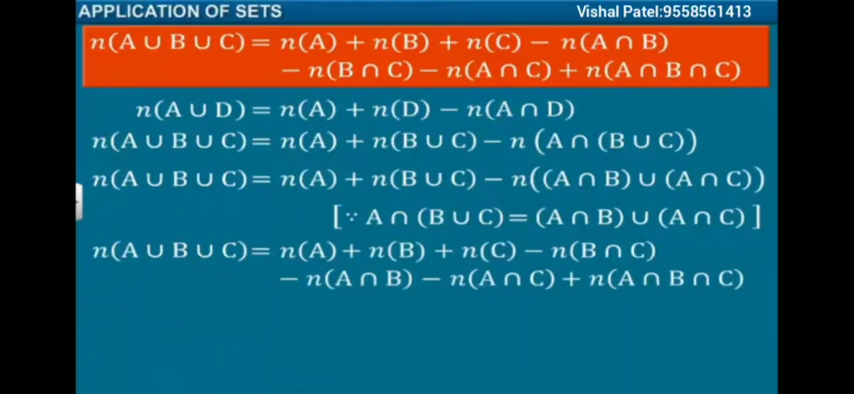 APPLICATION OF SETS
Vishal Patel:9558561413
n(A ∪ B ∪ C) = n(A) + n(B) + n(C) − n(A ∩ B)
− n(B ∩ C) − n(A ∩ C) + n(A ∩ B ∩ C)
n(A ∪ D) = n(A) + n(D) − n(A ∩ D)
n(A ∪ B ∪ C) = n(A) + n(B ∪ C) − n (A ∩ (B ∪ C))
n(A ∪ B ∪ C) = n(A) + n(B ∪ C) − n((A ∩ B) ∪ (A ∩ C))
[∵ A ∩ (B ∪ C) = (A ∩ B) ∪ (A ∩ C) ]
n(A ∪ B ∪ C) = n(A) + n(B) + n(C) − n(B ∩ C)
− n(A ∩ B) − n(A ∩ C) + n(A ∩ B ∩ C)